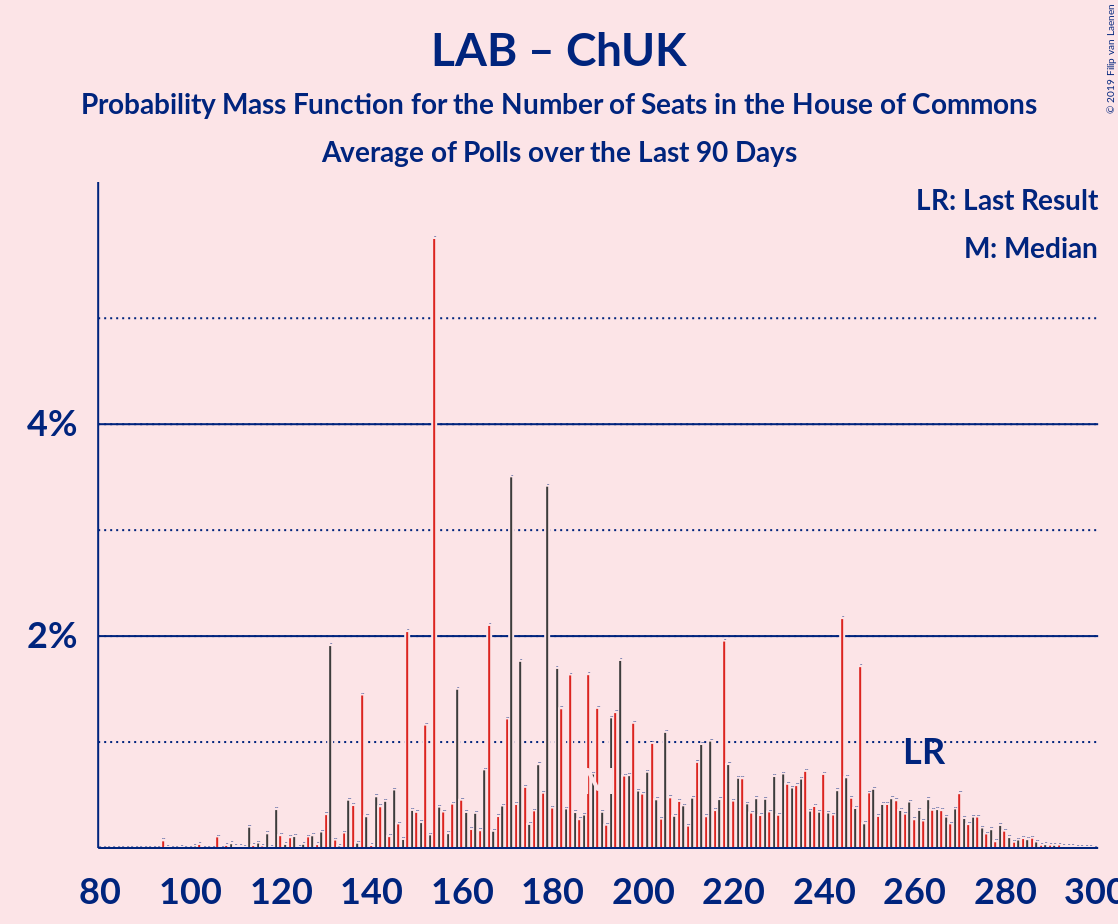 LAB – ChUK
Probability Mass Function for the Number of Seats in the House of Commons
Average of Polls over the Last 90 Days
© 2019 Filip van Laenen
LR: Last Result
M: Median
4%
2%
LR
80 100 120 140 160 180 200 220 240 260 280 300